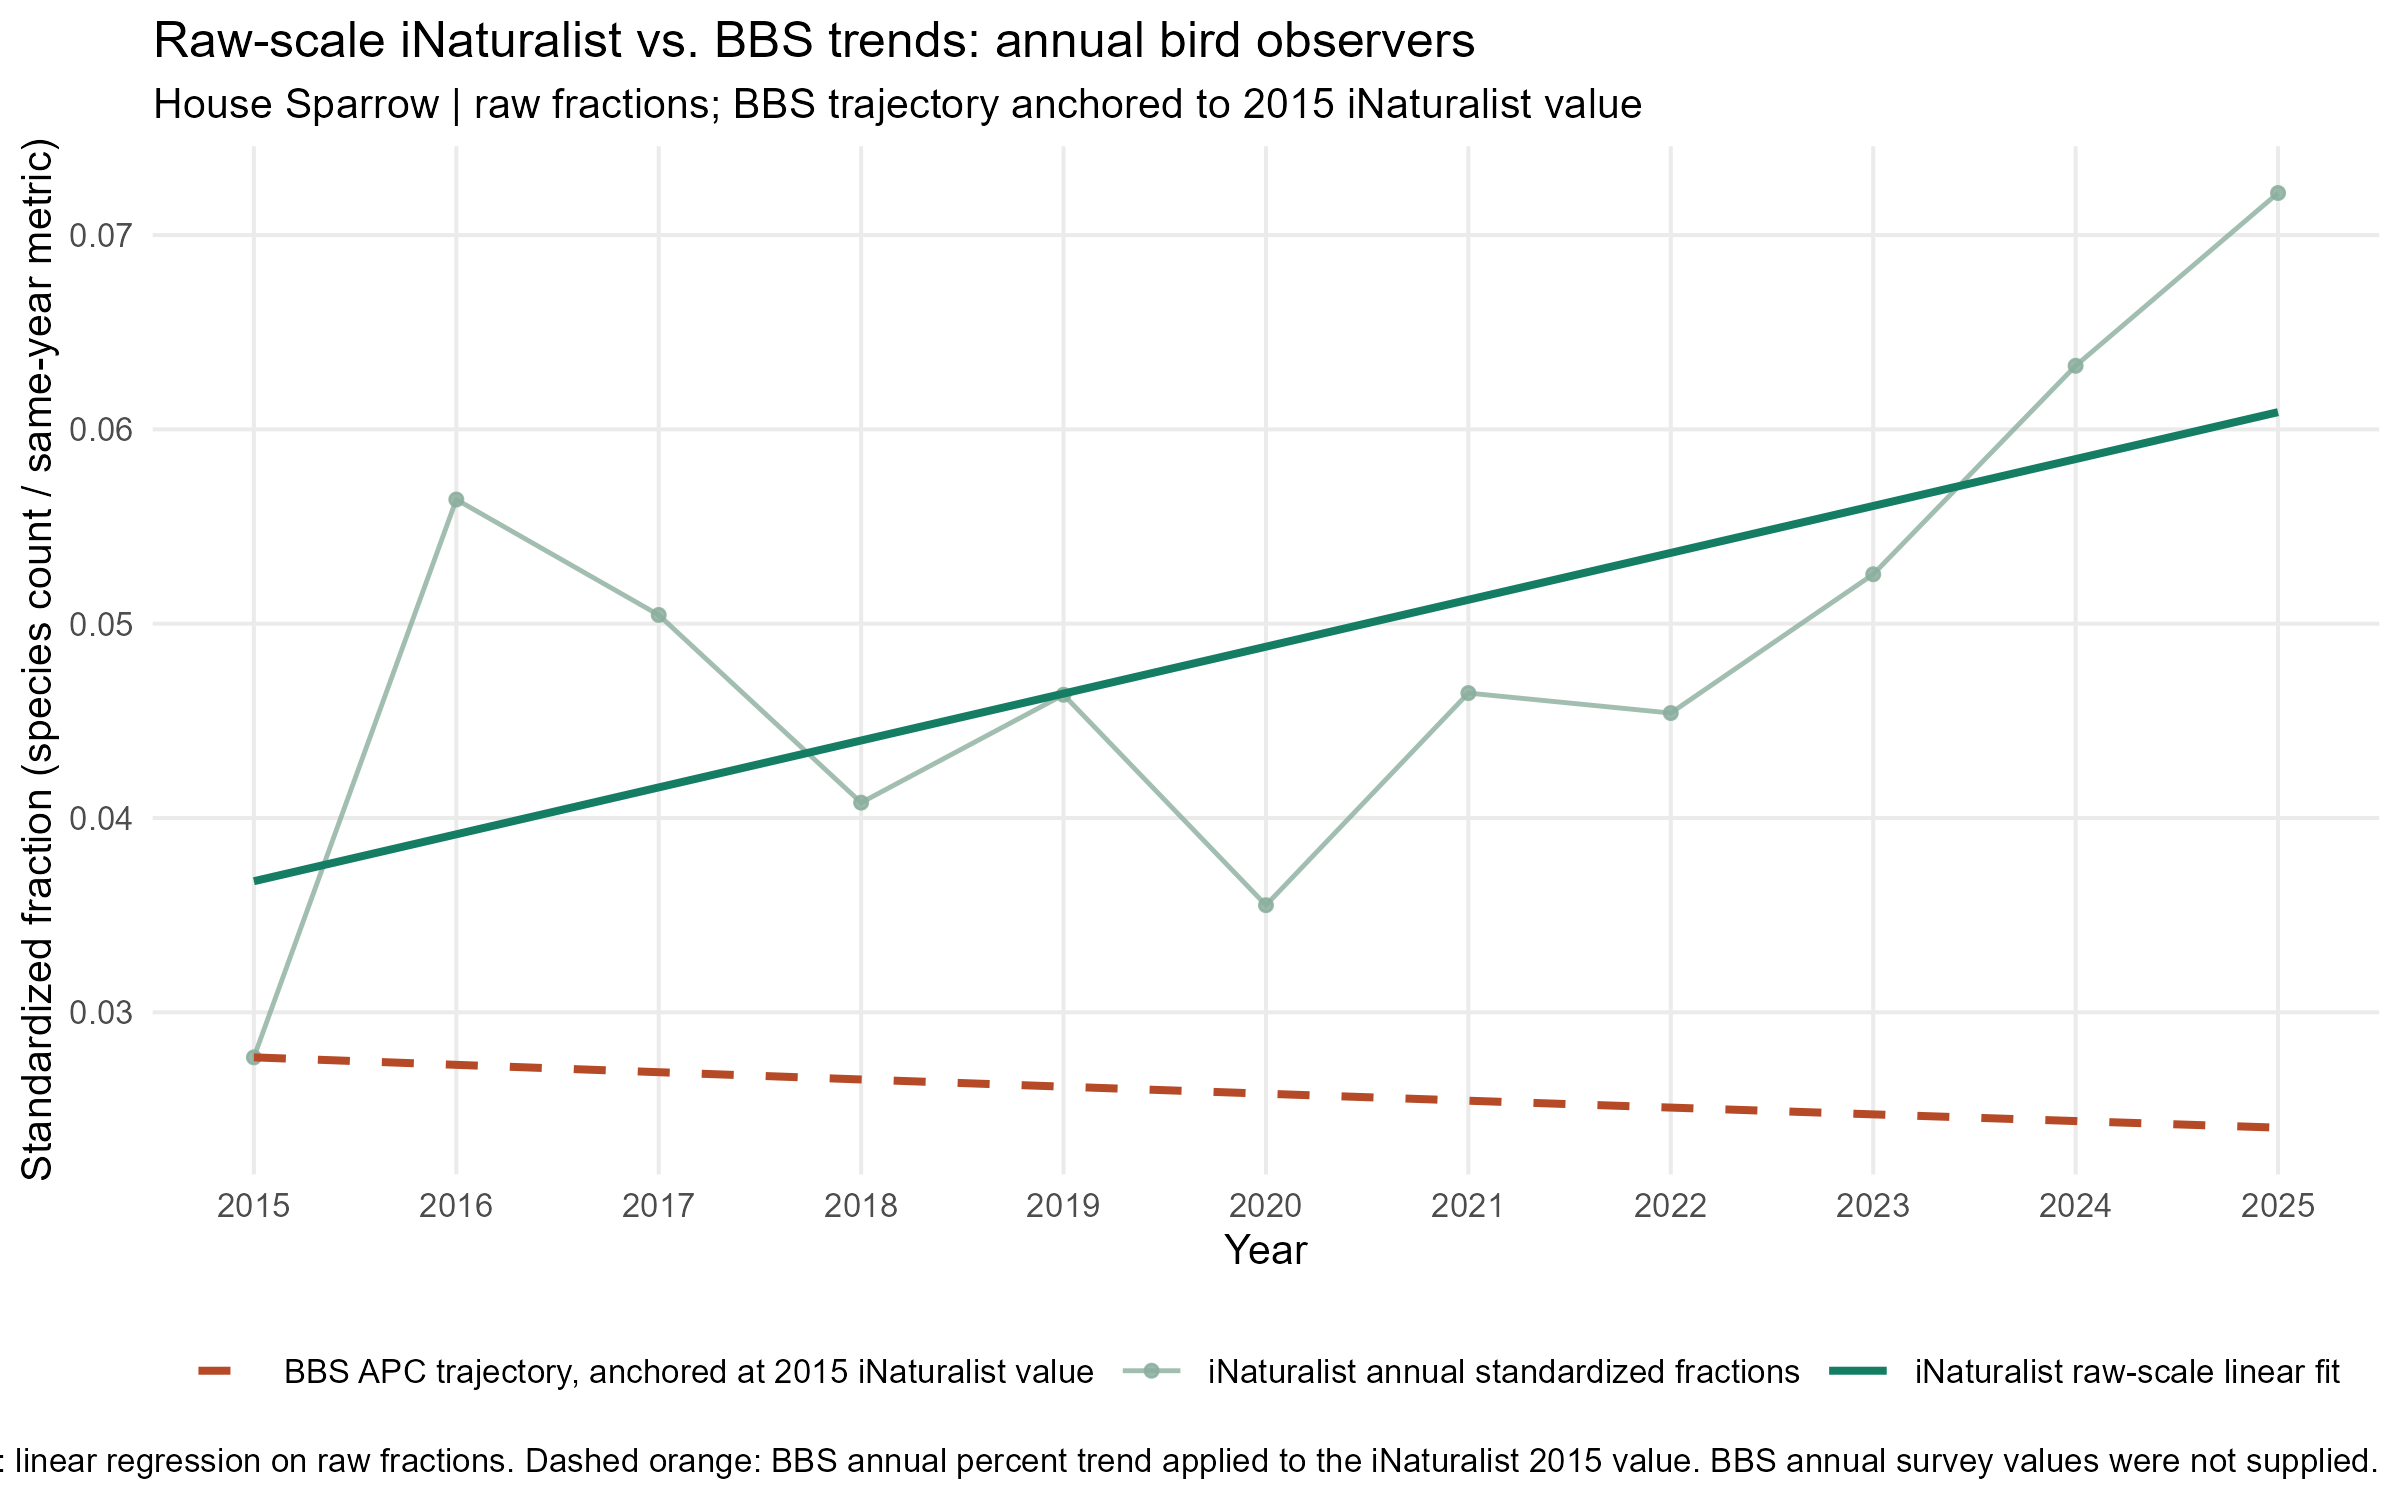 Raw-scale iNaturalist vs. BBS trends: annual bird observers
House Sparrow | raw fractions; BBS trajectory anchored to 2015 iNaturalist value
Standardized fraction (species count / same-year metric)
0.07
0.06
0.05
0.04
0.03
2015 2016 2017 2018 2019 2020 2021 2022 2023 2024 2025
Year
BBS APC trajectory, anchored at 2015 iNaturalist value iNaturalist annual standardized fractions iNaturalist raw-scale linear fit
: linear regression on raw fractions. Dashed orange: BBS annual percent trend applied to the iNaturalist 2015 value. BBS annual survey values were not supplied.